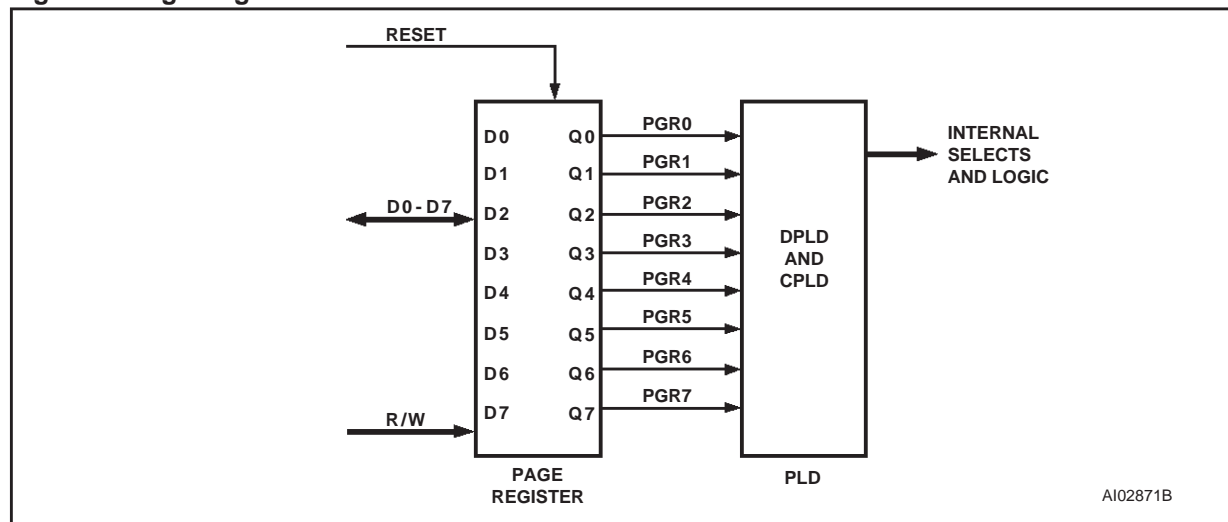 RESET
D0 Q0 PGR0
D1 Q1 PGR1
D0-D7 D2 Q2 PGR2
D3 Q3 PGR3
D4 Q4 PGR4
D5 Q5 PGR5
D6 Q6 PGR6
R/W D7 Q7 PGR7
DPLD
AND
CPLD
INTERNAL
SELECTS
AND LOGIC
PAGE
REGISTER
PLD
AI02871B